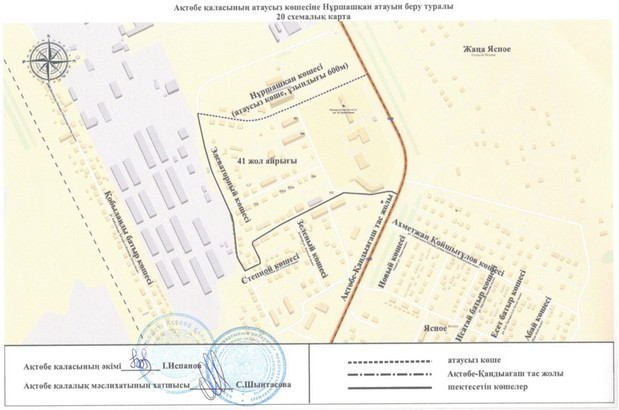 Ақтөбе қаласының атаусыз көшесіне Нұршашқан атауын беру туралы
20 схемалық карта
Жаңа Ясное
Нұршашқан көшесі
(атаусыз көше, ұзындығы 600м)
41 жол айрығы
Элеваторный көшесі
Қобыланды батыр көшесі
Степной көшесі
Зеленый көшесі
Ақтөбе-Қандыағаш тас жолы
Новый көшесі
Ахметжан Қойшығұлов көшесі
Исатай батыр көшесі
Есет батыр көшесі
Абай көшесі
Ясное
Ақтөбе қаласының әкімі І.Испанов
Ақтөбе қалалық мәслихатының хатшысы С.Шынтасова
атаусыз көше
Ақтөбе-Қандыағаш тас жолы
шектесетін көшелер